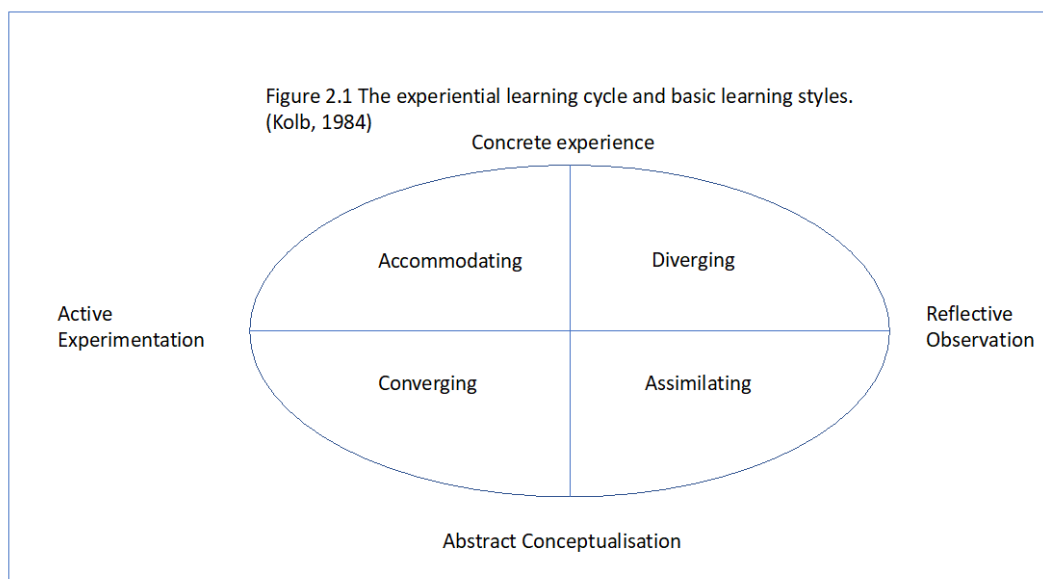 Figure 2.1 The experiential learning cycle and basic learning styles.
(Kolb, 1984)
Concrete experience
Accommodating
Diverging
Active
Experimentation
Reflective
Observation
Converging
Assimilating
Abstract Conceptualisation